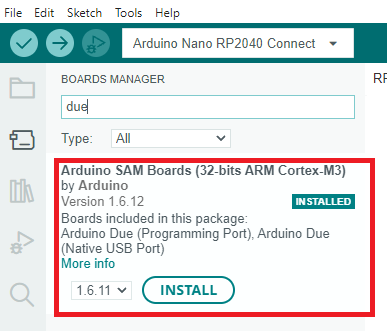 File Edit Sketch Tools Help
Arduino Nano RP2040 Connect
BOARDS MANAGER
due
Type: All
Arduino SAM Boards (32-bits ARM Cortex-M3)
by Arduino
Version 1.6.12 INSTALLED
Boards included in this package:
Arduino Due (Programming Port), Arduino Due
(Native USB Port)
More info
1.6.11 INSTALL
RP